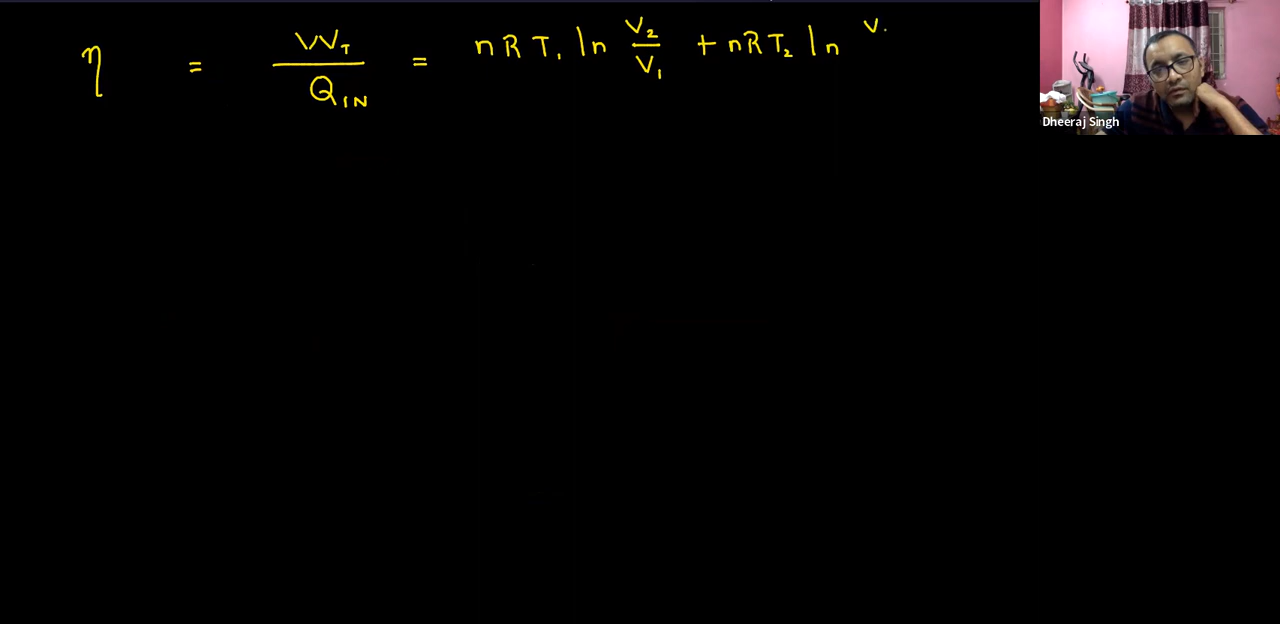 η = W_T / Q_IN = nRT₁ ln V₂/V₁ + nRT₂ ln V
Dheeraj Singh